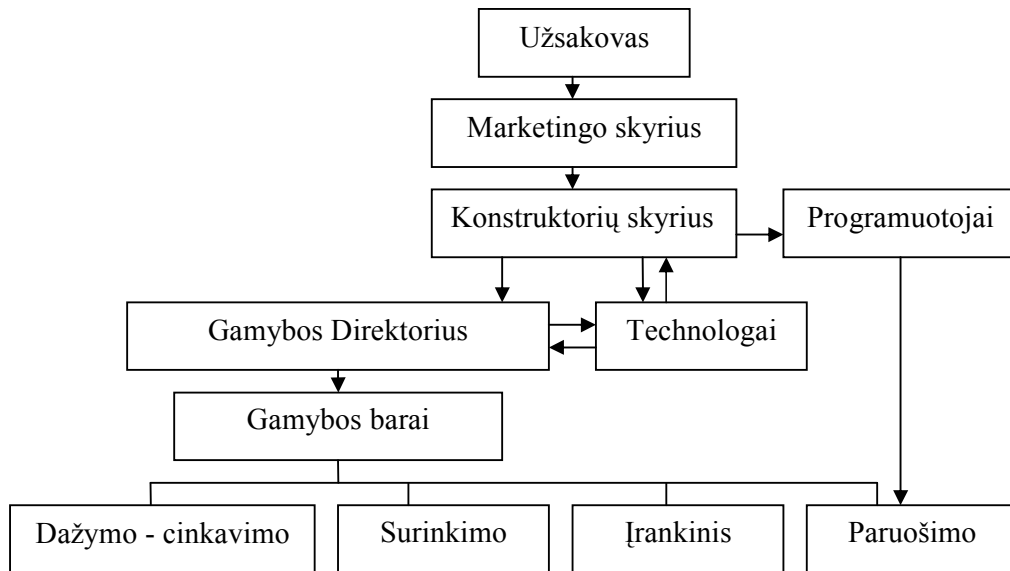 Užsakovas
Marketingo skyrius
Konstruktorių skyrius
Programuotojai
Gamybos Direktorius
Technologai
Gamybos barai
Dažymo - cinkavimo
Surinkimo
Įrankinis
Paruošimo